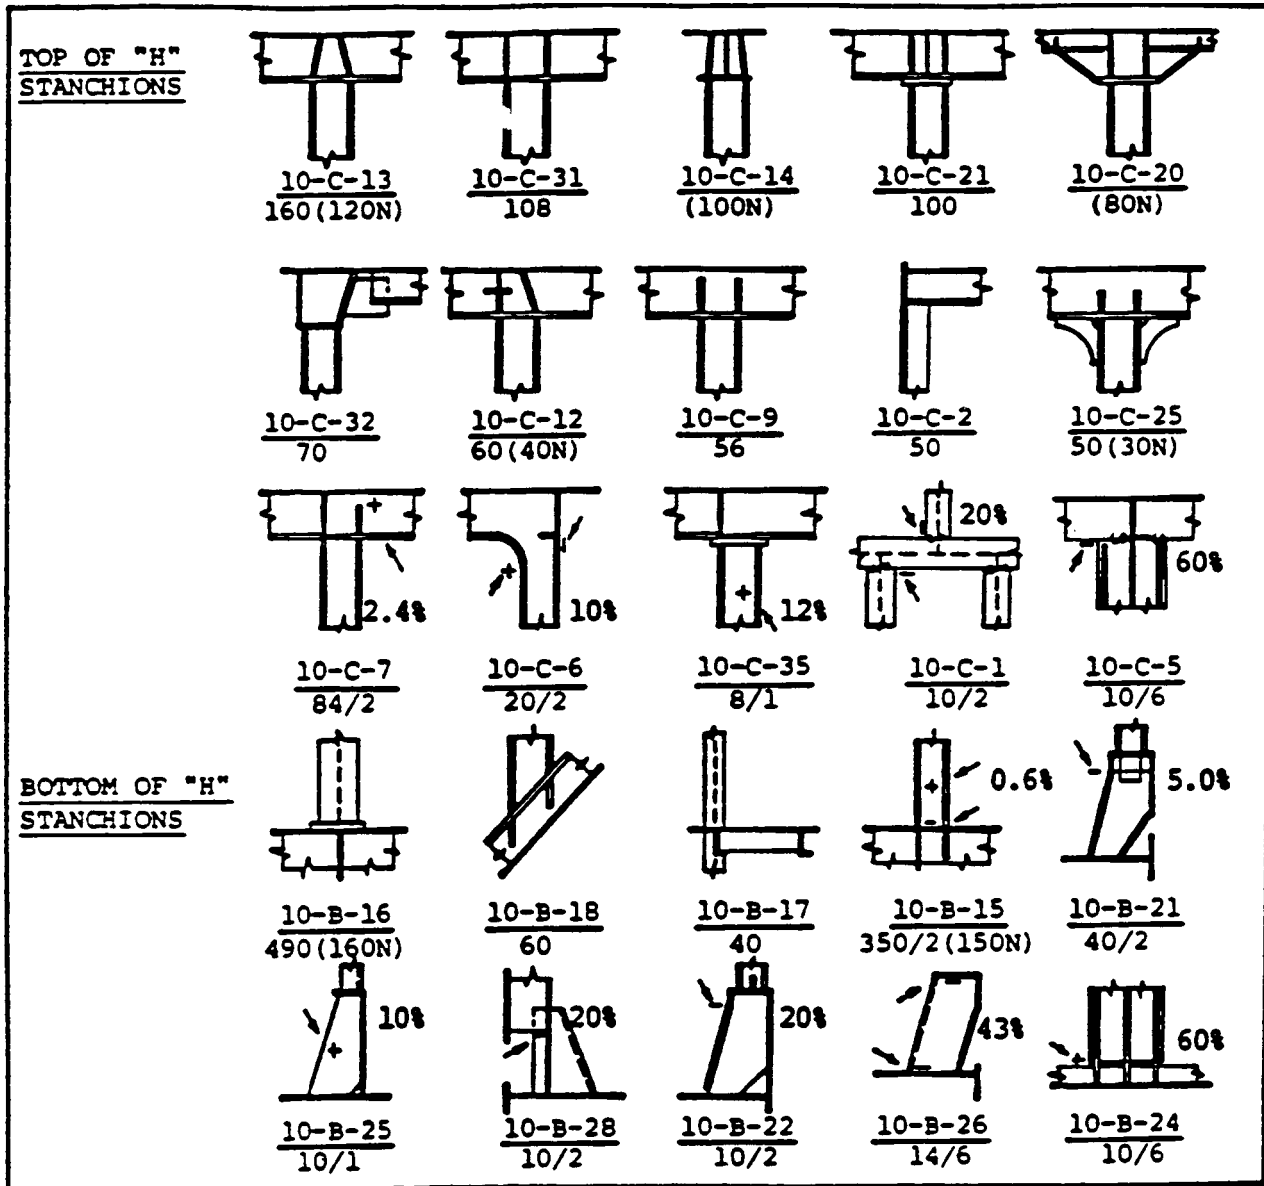 TOP OF "H"
STANCHIONS
10-C-13
160(120N)
10-C-31
108
10-C-14
(100N)
10-C-21
100
10-C-20
(80N)
10-C-32
70
10-C-12
60(40N)
10-C-9
56
10-C-2
50
10-C-25
50(30N)
2.4%
10-C-7
84/2
10%
10-C-6
20/2
12%
10-C-35
8/1
20%
10-C-1
10/2
60%
10-C-5
10/6
BOTTOM OF "H"
STANCHIONS
10-B-16
490(160N)
10-B-18
60
10-B-17
40
0.6%
10-B-15
350/2(150N)
5.0%
10-B-21
40/2
10%
10-B-25
10/1
20%
10-B-28
10/2
20%
10-B-22
10/2
43%
10-B-26
14/6
60%
10-B-24
10/6